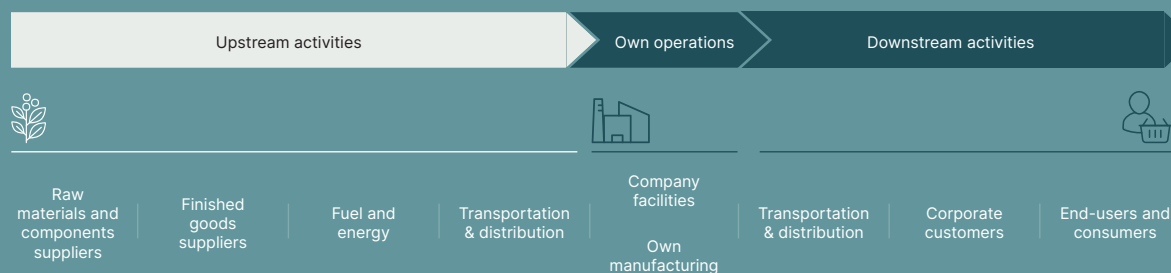 Upstream activities
Own operations
Downstream activities
Raw
materials and
components
suppliers
Finished
goods
suppliers
Fuel and
energy
Transportation
& distribution
Company
facilities
Own
manufacturing
Transportation
& distribution
Corporate
customers
End-users and
consumers